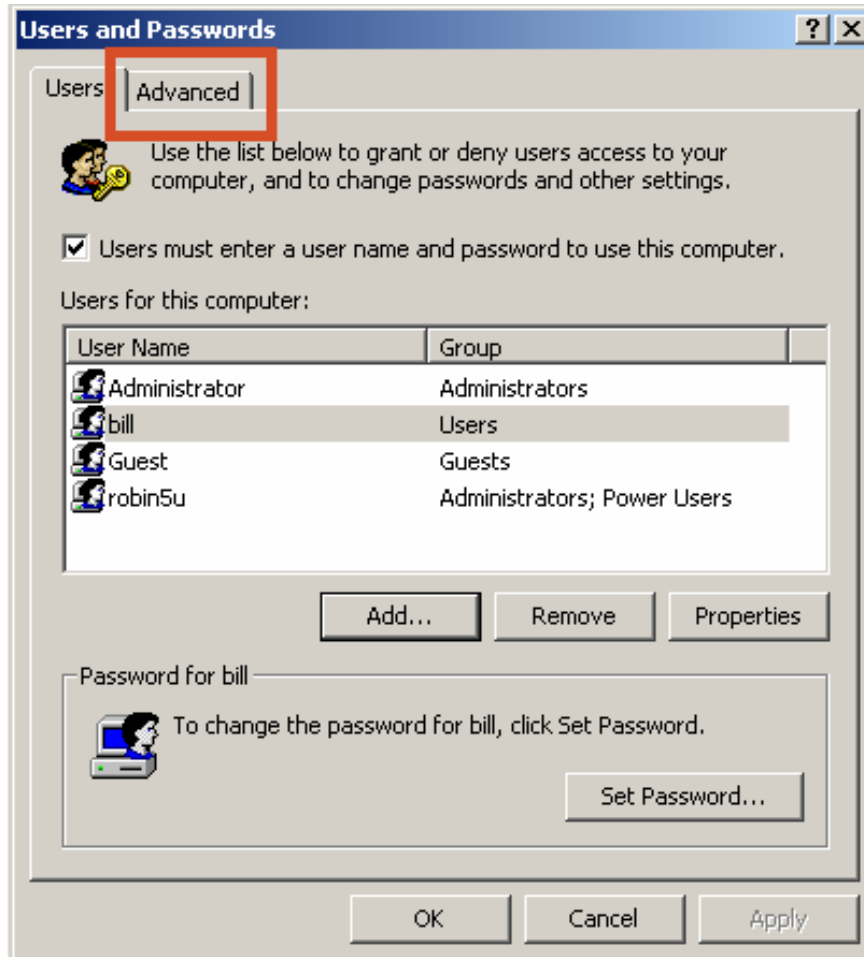 Users and Passwords
Users
Advanced
Use the list below to grant or deny users access to your
computer, and to change passwords and other settings.
Users must enter a user name and password to use this computer.
Users for this computer:
User Name Group
Administrator Administrators
bill Users
Guest Guests
robin5u Administrators; Power Users
Add... Remove Properties
Password for bill
To change the password for bill, click Set Password.
Set Password...
OK Cancel Apply